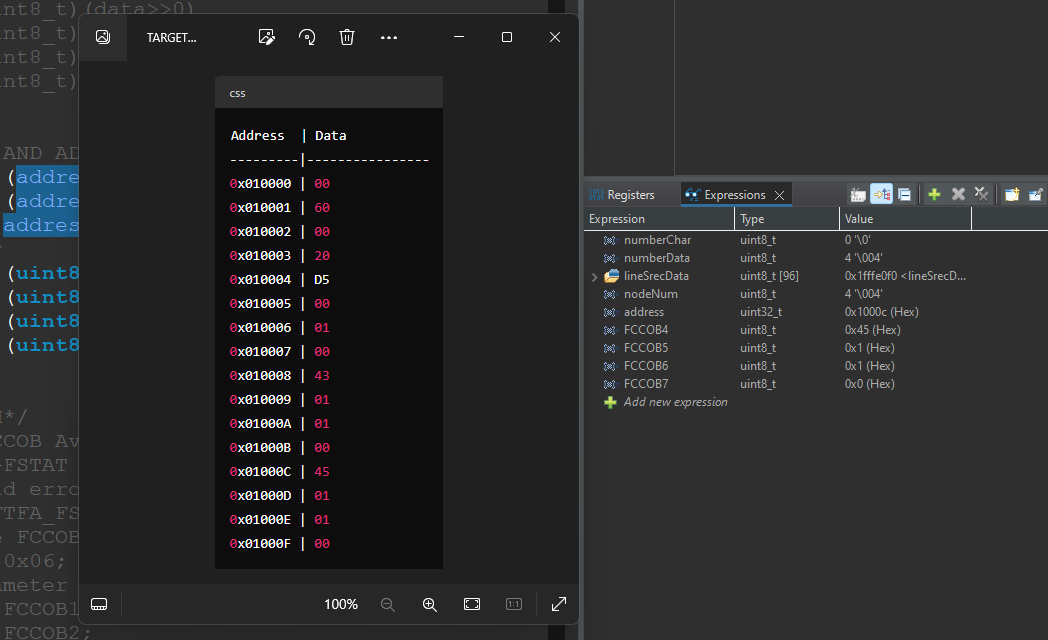 int8_t)(data>>0)
int8_t)
int8_t)
int8_t)
AND AD
(addre
(addre
address
(uint8
(uint8
(uint8
(uint8
*/
CCOB Av
FSTAT
d erro
TFA_FS
FCCOB
0x06;
meter
FCCOB1
FCCOB2;
TARGET...
css
Address | Data
---------|----------------
0x010000 | 00
0x010001 | 60
0x010002 | 00
0x010003 | 20
0x010004 | D5
0x010005 | 00
0x010006 | 01
0x010007 | 00
0x010008 | 43
0x010009 | 01
0x01000A | 01
0x01000B | 00
0x01000C | 45
0x01000D | 01
0x01000E | 01
0x01000F | 00
100%
1:1
Registers Expressions
Expression Type Value
numberChar uint8_t 0 '\0'
numberData uint8_t 4 '\004'
lineSrecData uint8_t [96] 0x1fffe0f0 <lineSrecD...
nodeNum uint8_t 4 '\004'
address uint32_t 0x1000c (Hex)
FCCOB4 uint8_t 0x45 (Hex)
FCCOB5 uint8_t 0x1 (Hex)
FCCOB6 uint8_t 0x1 (Hex)
FCCOB7 uint8_t 0x0 (Hex)
Add new expression